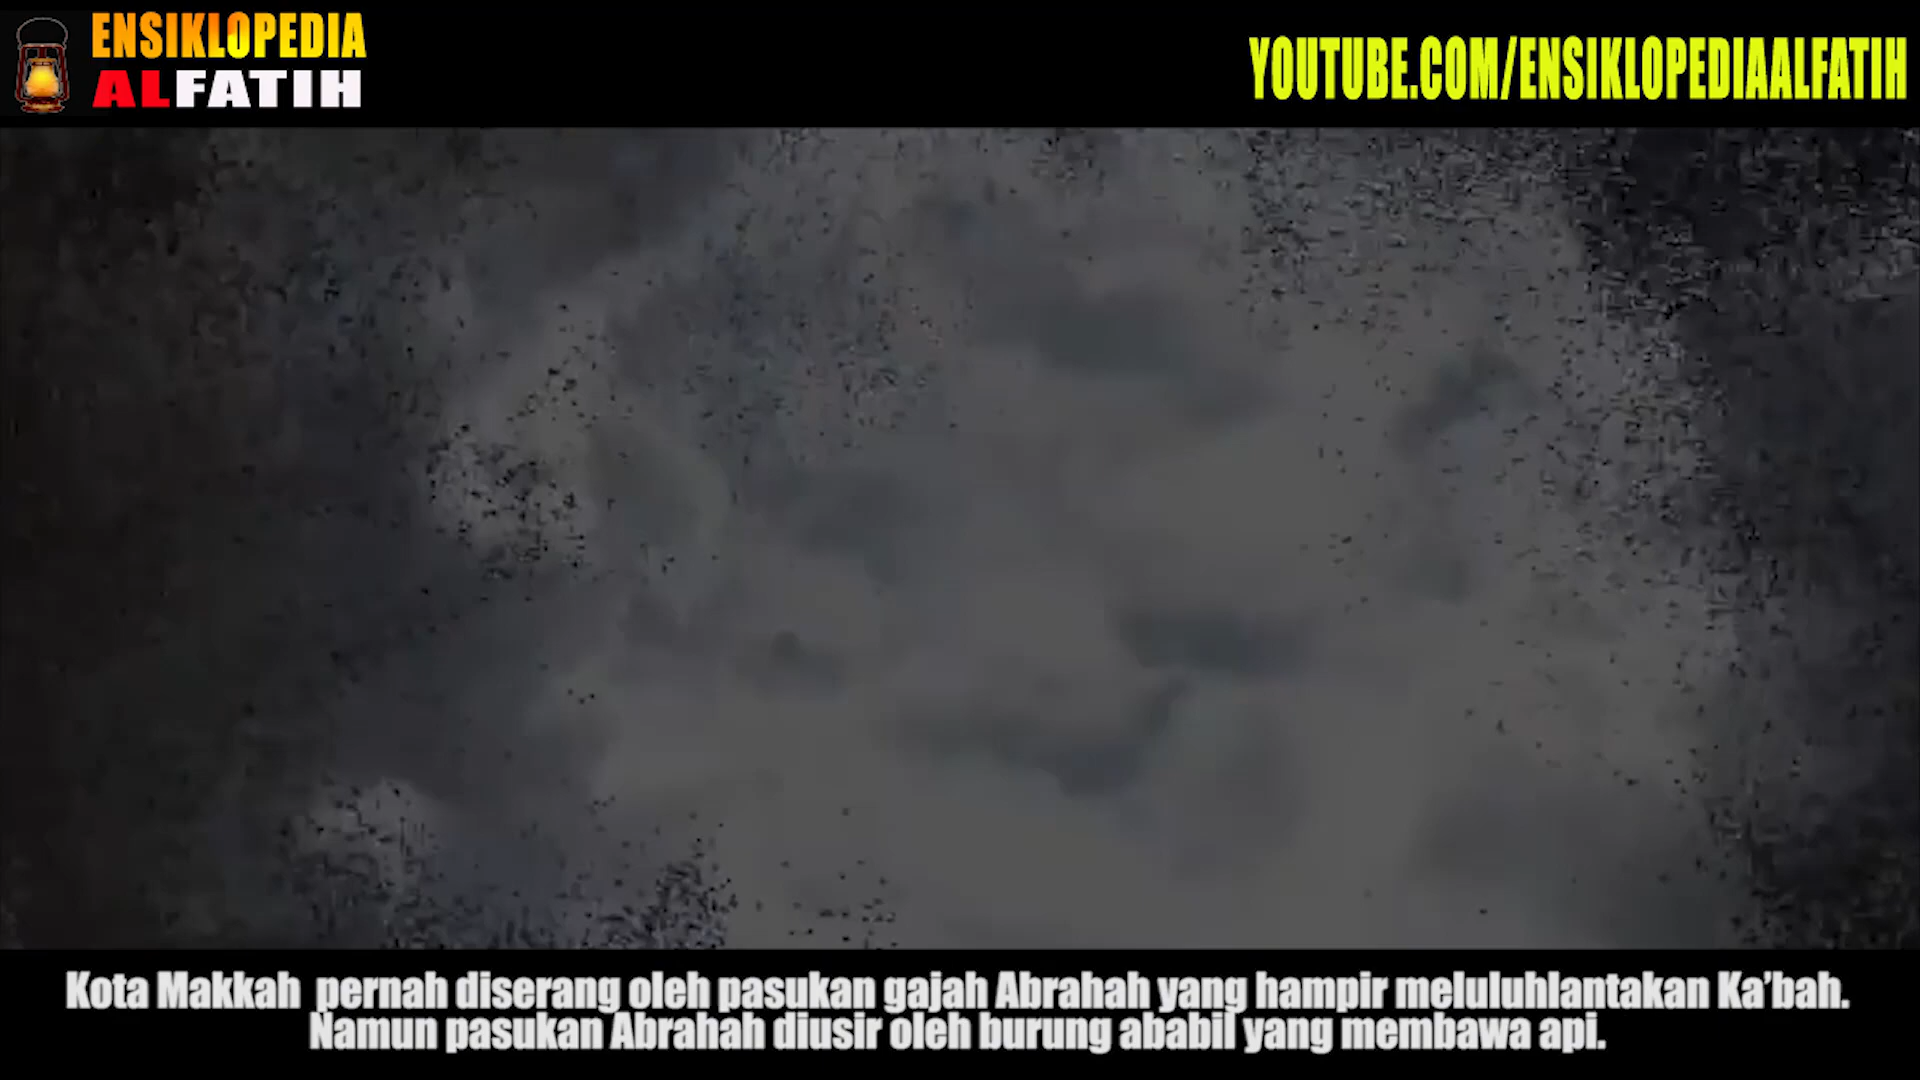 ENSIKLOPEDIA
ALFATIH
YOUTUBE.COM/ENSIKLOPEDIAALFATIH
Kota Makkah pernah diserang oleh pasukan gajah Abrahah yang hampir meluluhlantakan Ka'bah.
Namun pasukan Abrahah diusir oleh burung ababil yang membawa api.